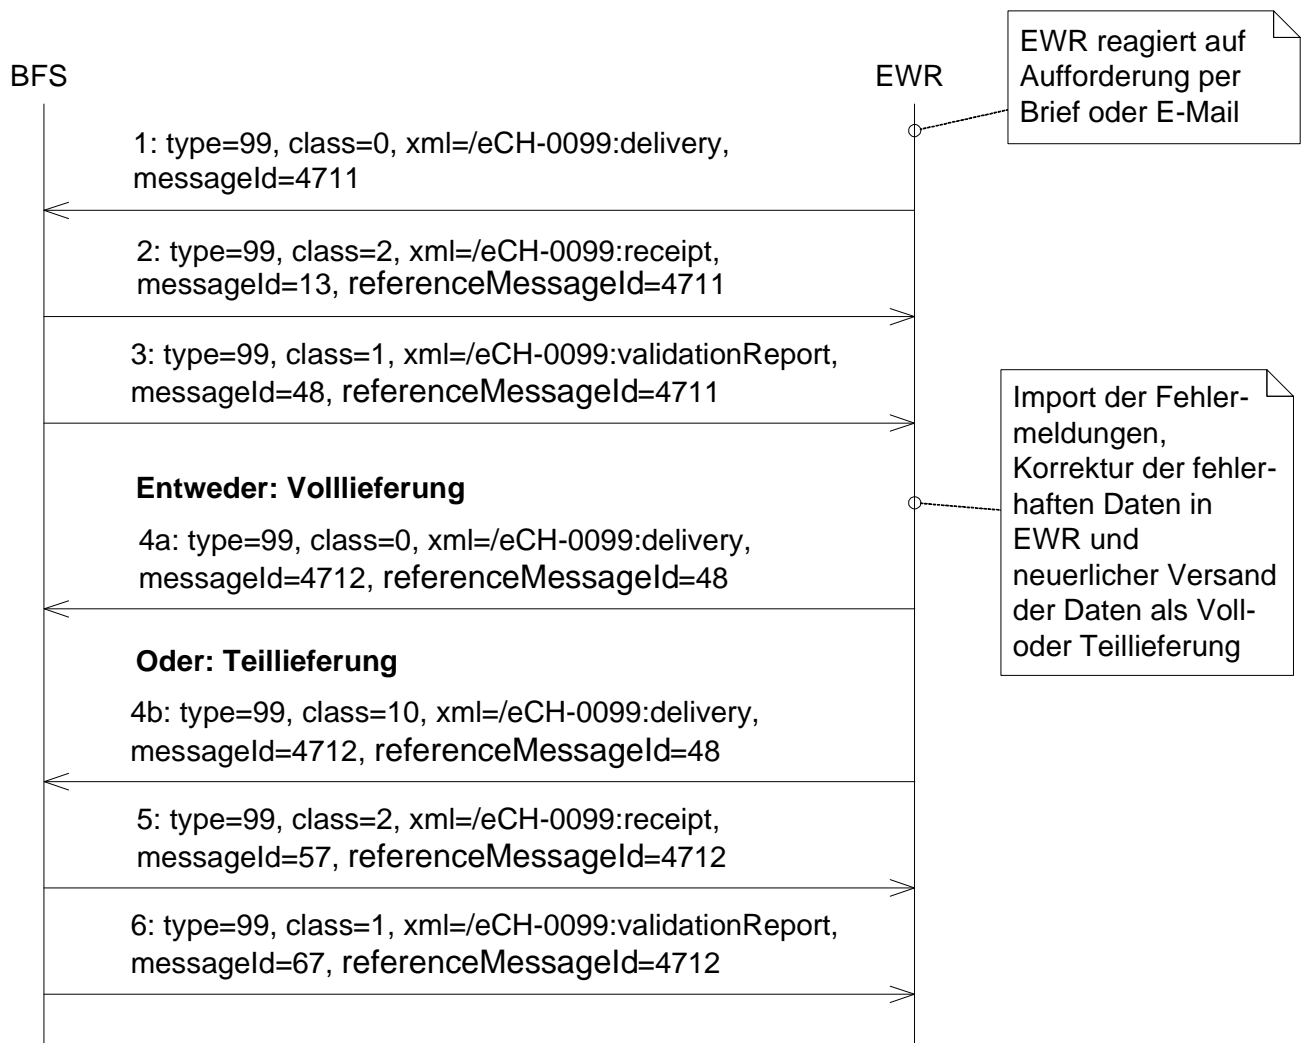 BFS
EWR
EWR reagiert auf
Aufforderung per
Brief oder E-Mail
1: type=99, class=0, xml=/eCH-0099:delivery,
messageId=4711
2: type=99, class=2, xml=/eCH-0099:receipt,
messageId=13, referenceMessageId=4711
3: type=99, class=1, xml=/eCH-0099:validationReport,
messageId=48, referenceMessageId=4711
Import der Fehler-
meldungen,
Korrektur der fehler-
haften Daten in
EWR und
neuerlicher Versand
der Daten als Voll-
oder Teillieferung
Entweder: Volllieferung
4a: type=99, class=0, xml=/eCH-0099:delivery,
messageId=4712, referenceMessageId=48
Oder: Teillieferung
4b: type=99, class=10, xml=/eCH-0099:delivery,
messageId=4712, referenceMessageId=48
5: type=99, class=2, xml=/eCH-0099:receipt,
messageId=57, referenceMessageId=4712
6: type=99, class=1, xml=/eCH-0099:validationReport,
messageId=67, referenceMessageId=4712